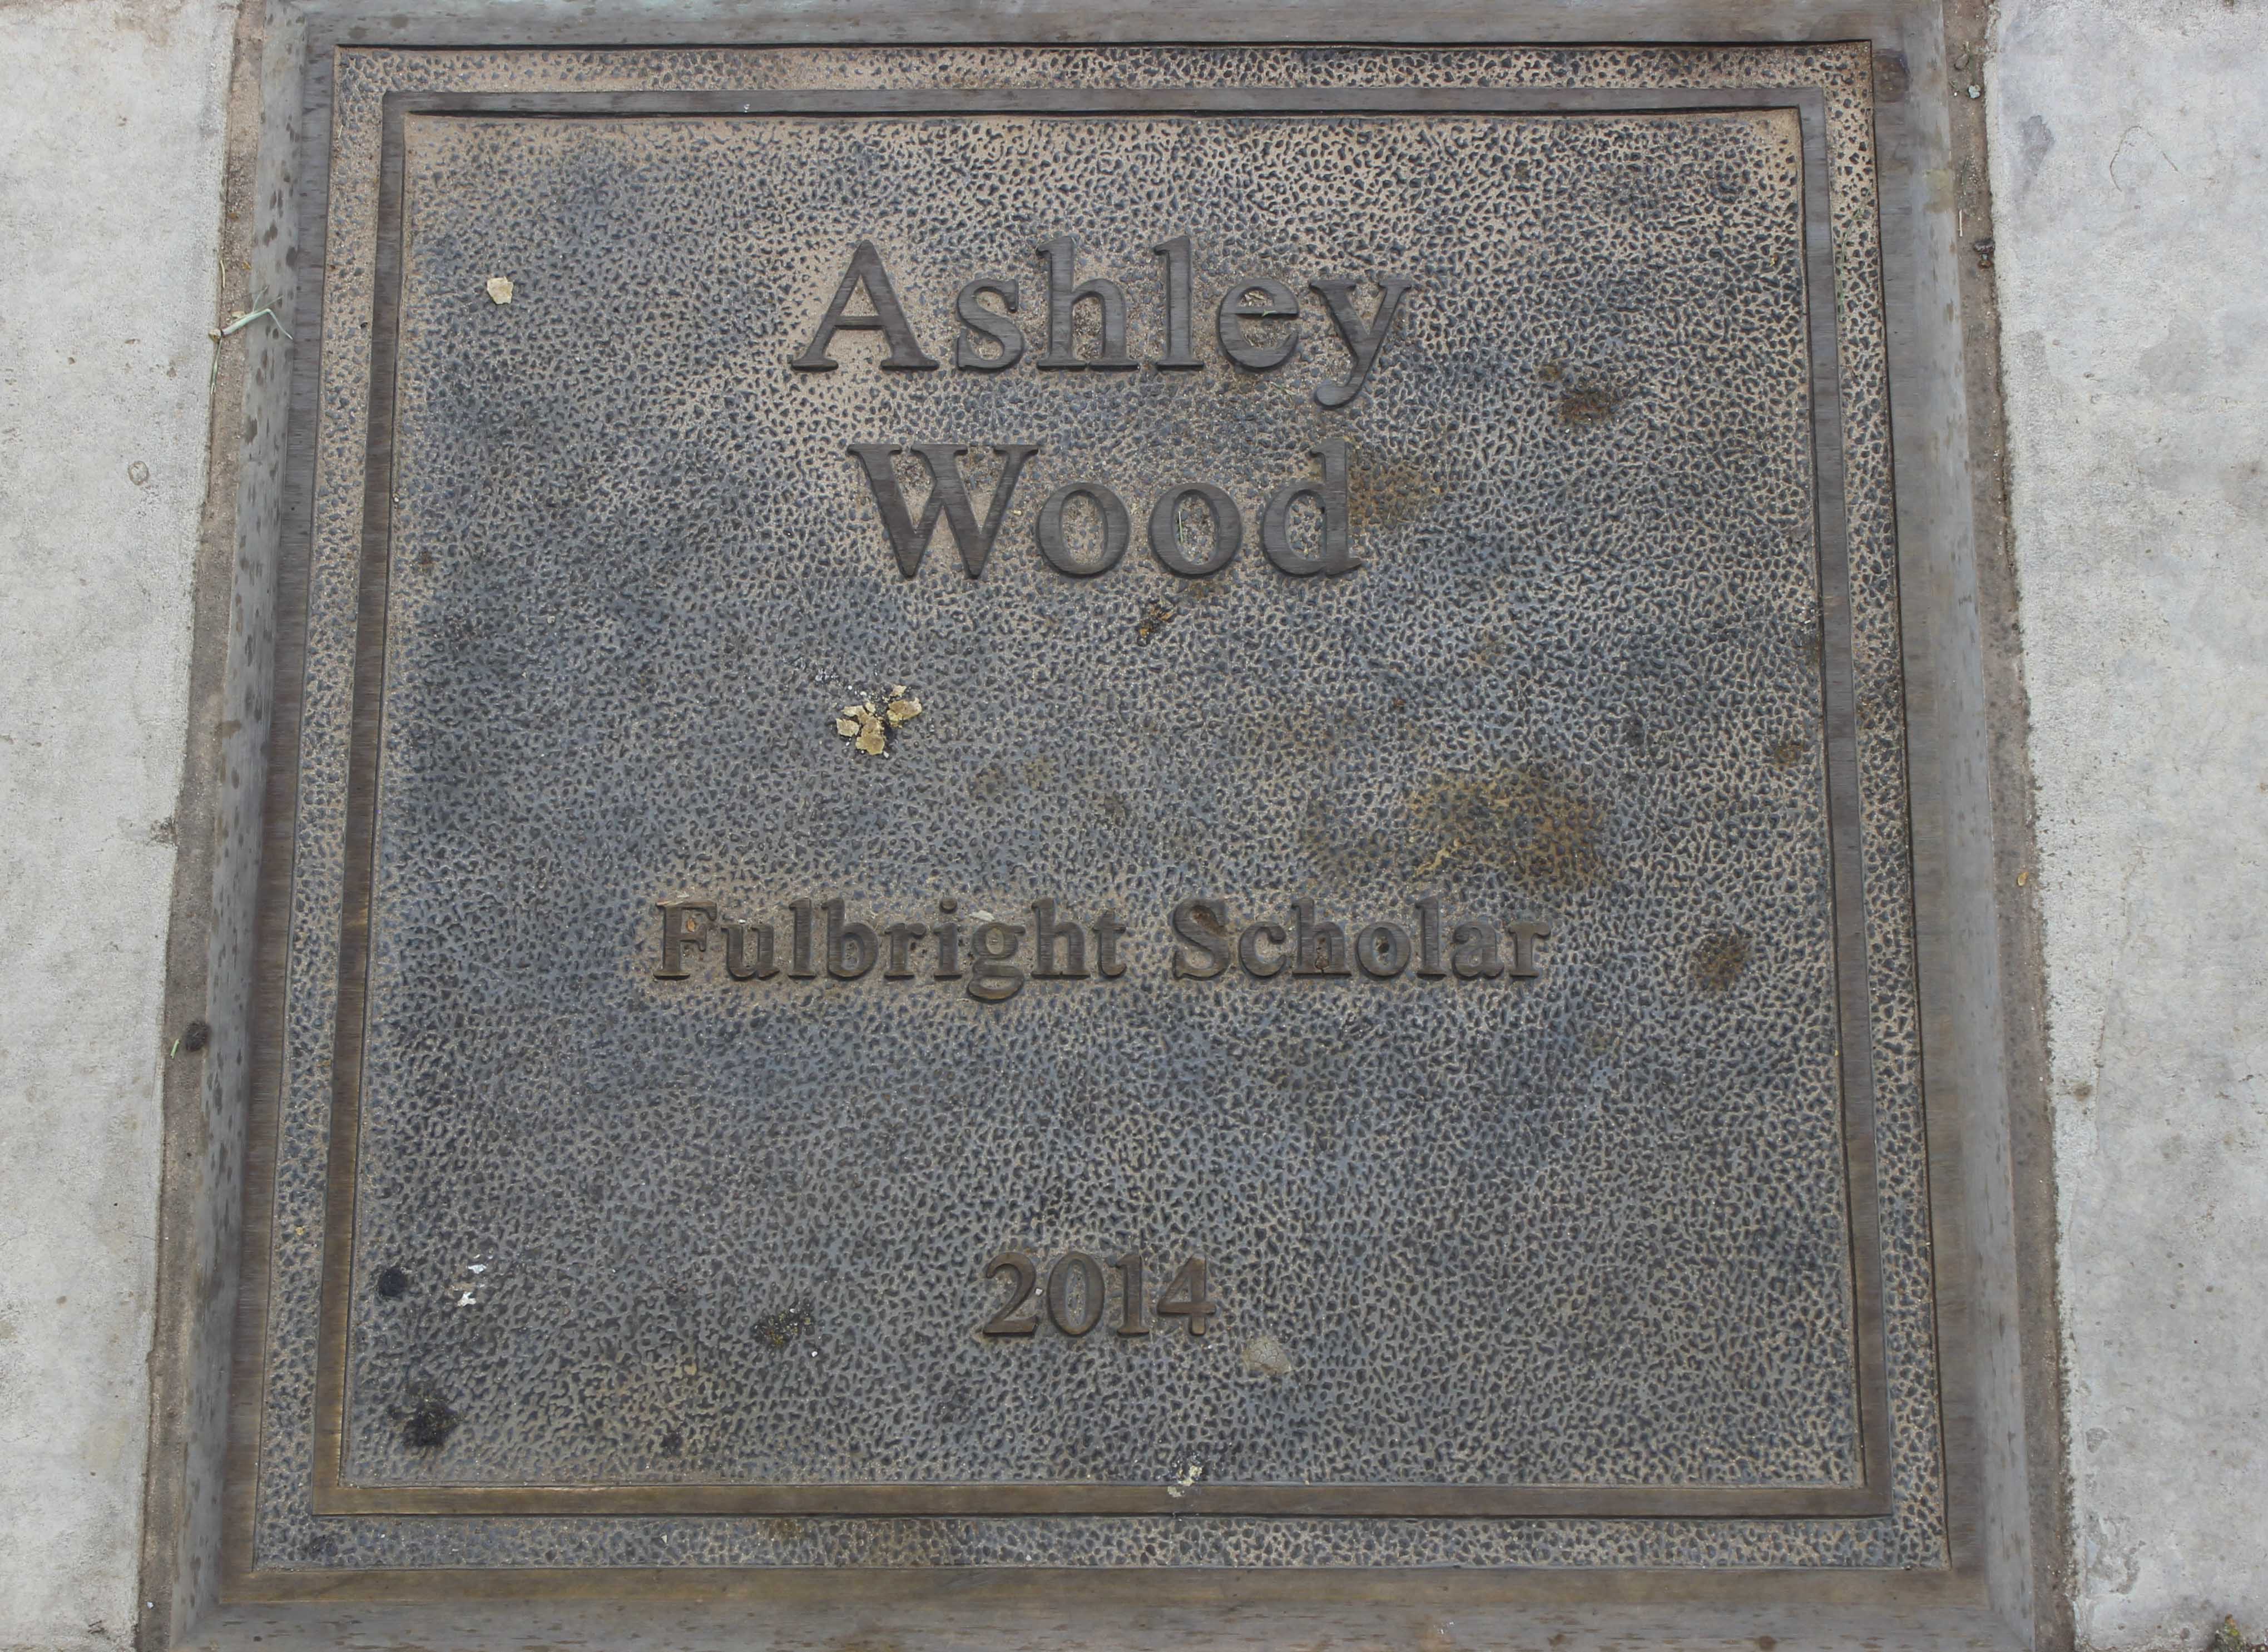 Ashley
Wood
Fulbright Scholar
2014